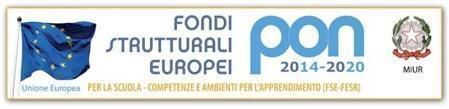 FONDI
STRUTTURALI
EUROPEI
pon
2014-2020
MIUR
Unione Europea
PER LA SCUOLA - COMPETENZE E AMBIENTI PER L'APPRENDIMENTO (FSE-FESR)